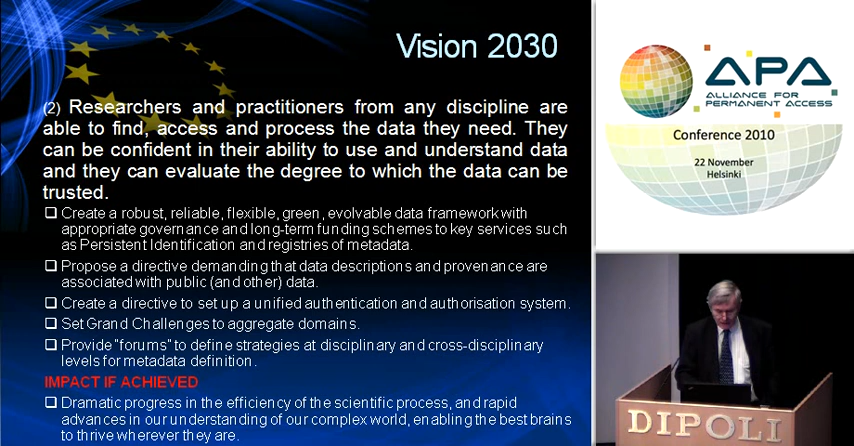 Vision 2030
(2) Researchers and practitioners from any discipline are
able to find, access and process the data they need. They
can be confident in their ability to use and understand data
and they can evaluate the degree to which the data can be
trusted.
Create a robust, reliable, flexible, green, evolvable data framework with
appropriate governance and long-term funding schemes to key services such
as Persistent Identification and registries of metadata.
Propose a directive demanding that data descriptions and provenance are
associated with public (and other) data.
Create a directive to set up a unified authentication and authorisation system.
Set Grand Challenges to aggregate domains.
Provide "forums" to define strategies at disciplinary and cross-disciplinary
levels for metadata definition.
IMPACT IF ACHIEVED
Dramatic progress in the efficiency of the scientific process, and rapid
advances in our understanding of our complex world, enabling the best brains
to thrive wherever they are.
APA
ALLIANCE FOR
PERMANENT ACCESS
Conference 2010
22 November
Helsinki
DIPOLI